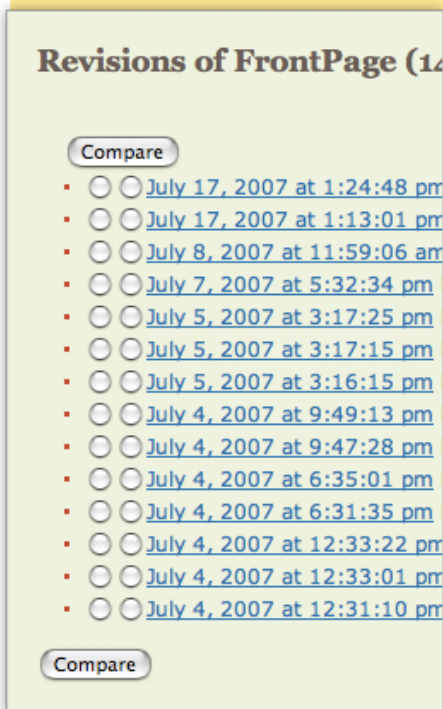 Revisions of FrontPage (14
Compare
July 17, 2007 at 1:24:48 pm
July 17, 2007 at 1:13:01 pm
July 8, 2007 at 11:59:06 am
July 7, 2007 at 5:32:34 pm
July 5, 2007 at 3:17:25 pm
July 5, 2007 at 3:17:15 pm
July 5, 2007 at 3:16:15 pm
July 4, 2007 at 9:49:13 pm
July 4, 2007 at 9:47:28 pm
July 4, 2007 at 6:35:01 pm
July 4, 2007 at 6:31:35 pm
July 4, 2007 at 12:33:22 pm
July 4, 2007 at 12:33:01 pm
July 4, 2007 at 12:31:10 pm
Compare